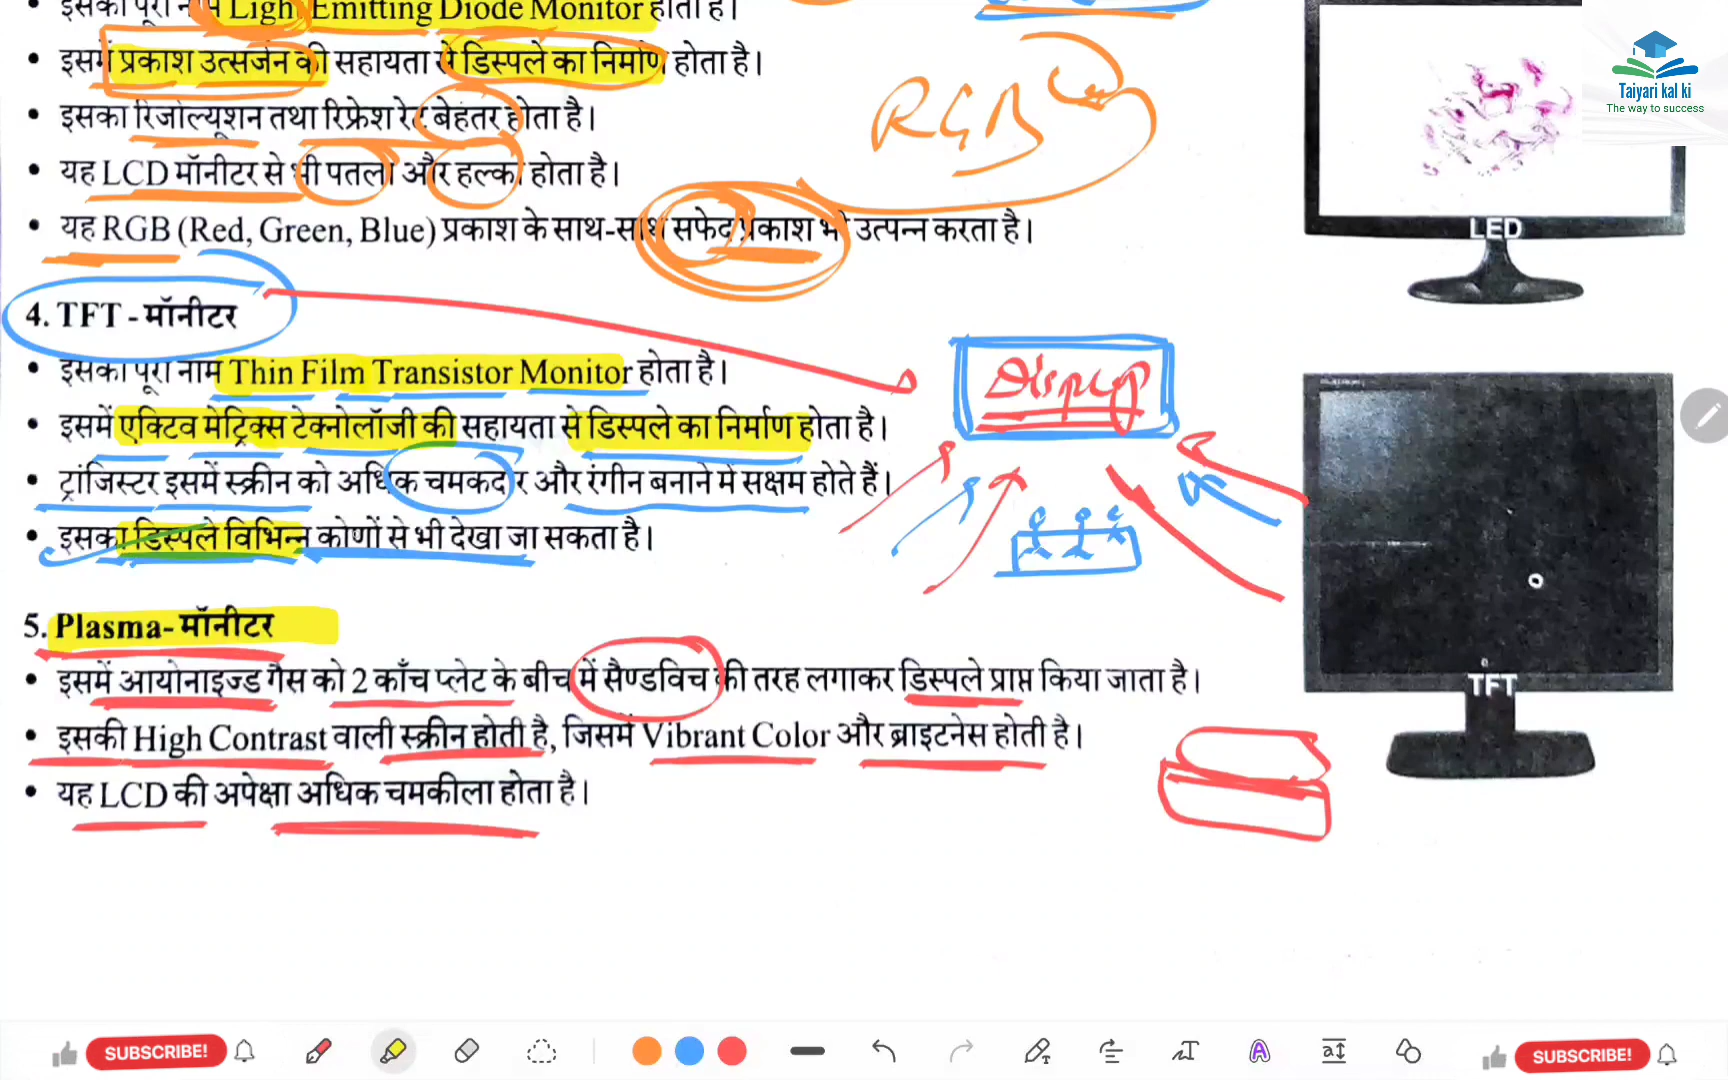 इसका पूरा नाम Light Emitting Diode Monitor होता है।
• इसमें प्रकाश उत्सर्जन की सहायता से डिस्पले का निर्माण होता है।
• इसका रिजोल्यूशन तथा रिफ्रेश रेट बेहतर होता है।
• यह LCD मॉनीटर से भी पतला और हल्का होता है।
• यह RGB (Red, Green, Blue) प्रकाश के साथ-साथ सफेद प्रकाश भी उत्पन्न करता है।
RGB
Taiyari kal ki
The way to success
LED
4. TFT - मॉनीटर
• इसका पूरा नाम Thin Film Transistor Monitor होता है।
• इसमें एक्टिव मेट्रिक्स टेक्नोलॉजी की सहायता से डिस्पले का निर्माण होता है।
• ट्रांजिस्टर इसमें स्क्रीन को अधिक चमकदार और रंगीन बनाने में सक्षम होते हैं।
• इसका डिस्पले विभिन्न कोणों से भी देखा जा सकता है।
Display
TFT
5. Plasma- मॉनीटर
• इसमें आयोनाइज्ड गैस को 2 काँच प्लेट के बीच में सैण्डविच की तरह लगाकर डिस्पले प्राप्त किया जाता है।
• इसकी High Contrast वाली स्क्रीन होती है, जिसमें Vibrant Color और ब्राइटनेस होती है।
• यह LCD की अपेक्षा अधिक चमकीला होता है।
SUBSCRIBE!
SUBSCRIBE!